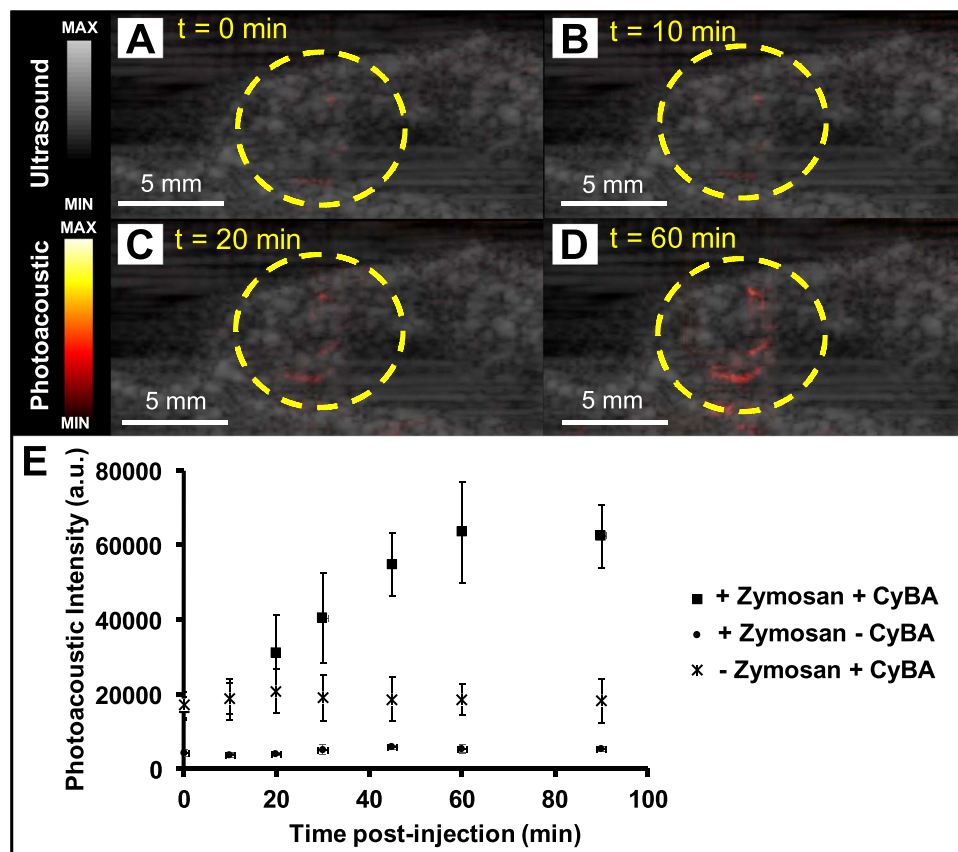 MAX
Ultrasound
MIN
MAX
Photoacoustic
MIN
A t = 0 min
5 mm
B t = 10 min
5 mm
C t = 20 min
5 mm
D t = 60 min
5 mm
E
Photoacoustic Intensity (a.u.)
80000
60000
40000
20000
0
0 20 40 60 80 100
Time post-injection (min)
+ Zymosan + CyBA
+ Zymosan - CyBA
- Zymosan + CyBA